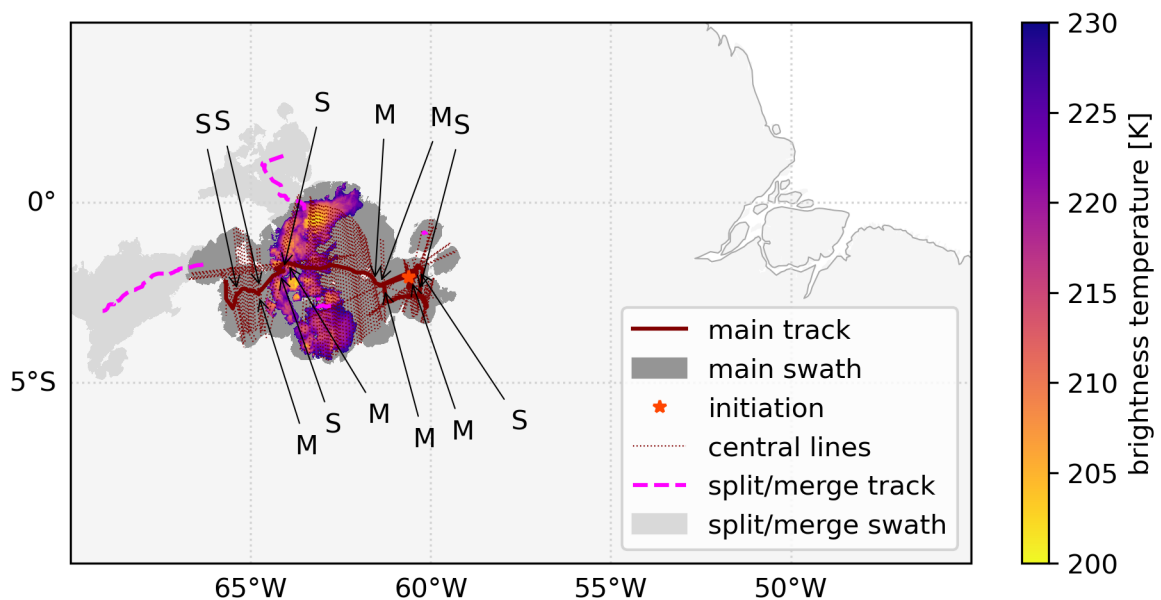 S S S M M S
0°
5°S
M S M M M S
65°W 60°W 55°W 50°W
main track
main swath
initiation
central lines
split/merge track
split/merge swath
230
225
220
215
210
205
200
brightness temperature [K]